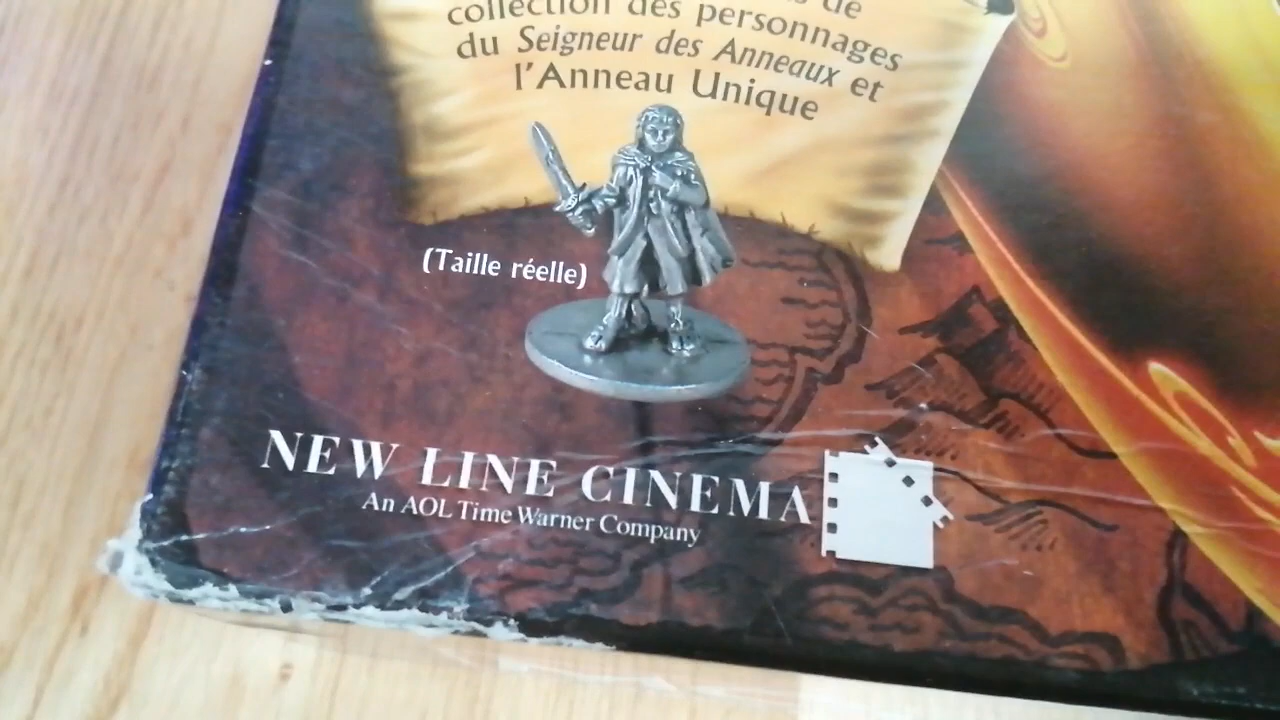 de
collection des personnages
du Seigneur des Anneaux et
l'Anneau Unique
(Taille réelle)
NEW LINE CINEMA
An AOL Time Warner Company